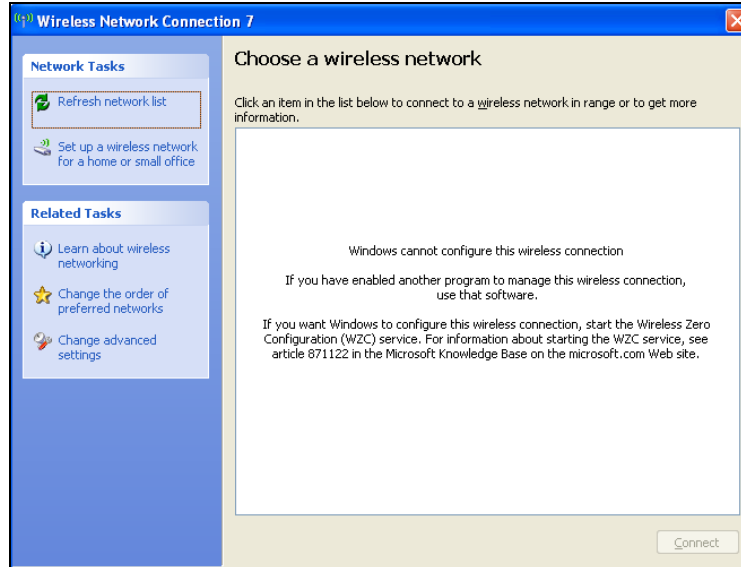 Wireless Network Connection 7
Network Tasks
Refresh network list
Set up a wireless network
for a home or small office
Related Tasks
Learn about wireless
networking
Change the order of
preferred networks
Change advanced
settings
Choose a wireless network
Click an item in the list below to connect to a wireless network in range or to get more
information.
Windows cannot configure this wireless connection
If you have enabled another program to manage this wireless connection,
use that software.
If you want Windows to configure this wireless connection, start the Wireless Zero
Configuration (WZC) service. For information about starting the WZC service, see
article 871122 in the Microsoft Knowledge Base on the microsoft.com Web site.
Connect